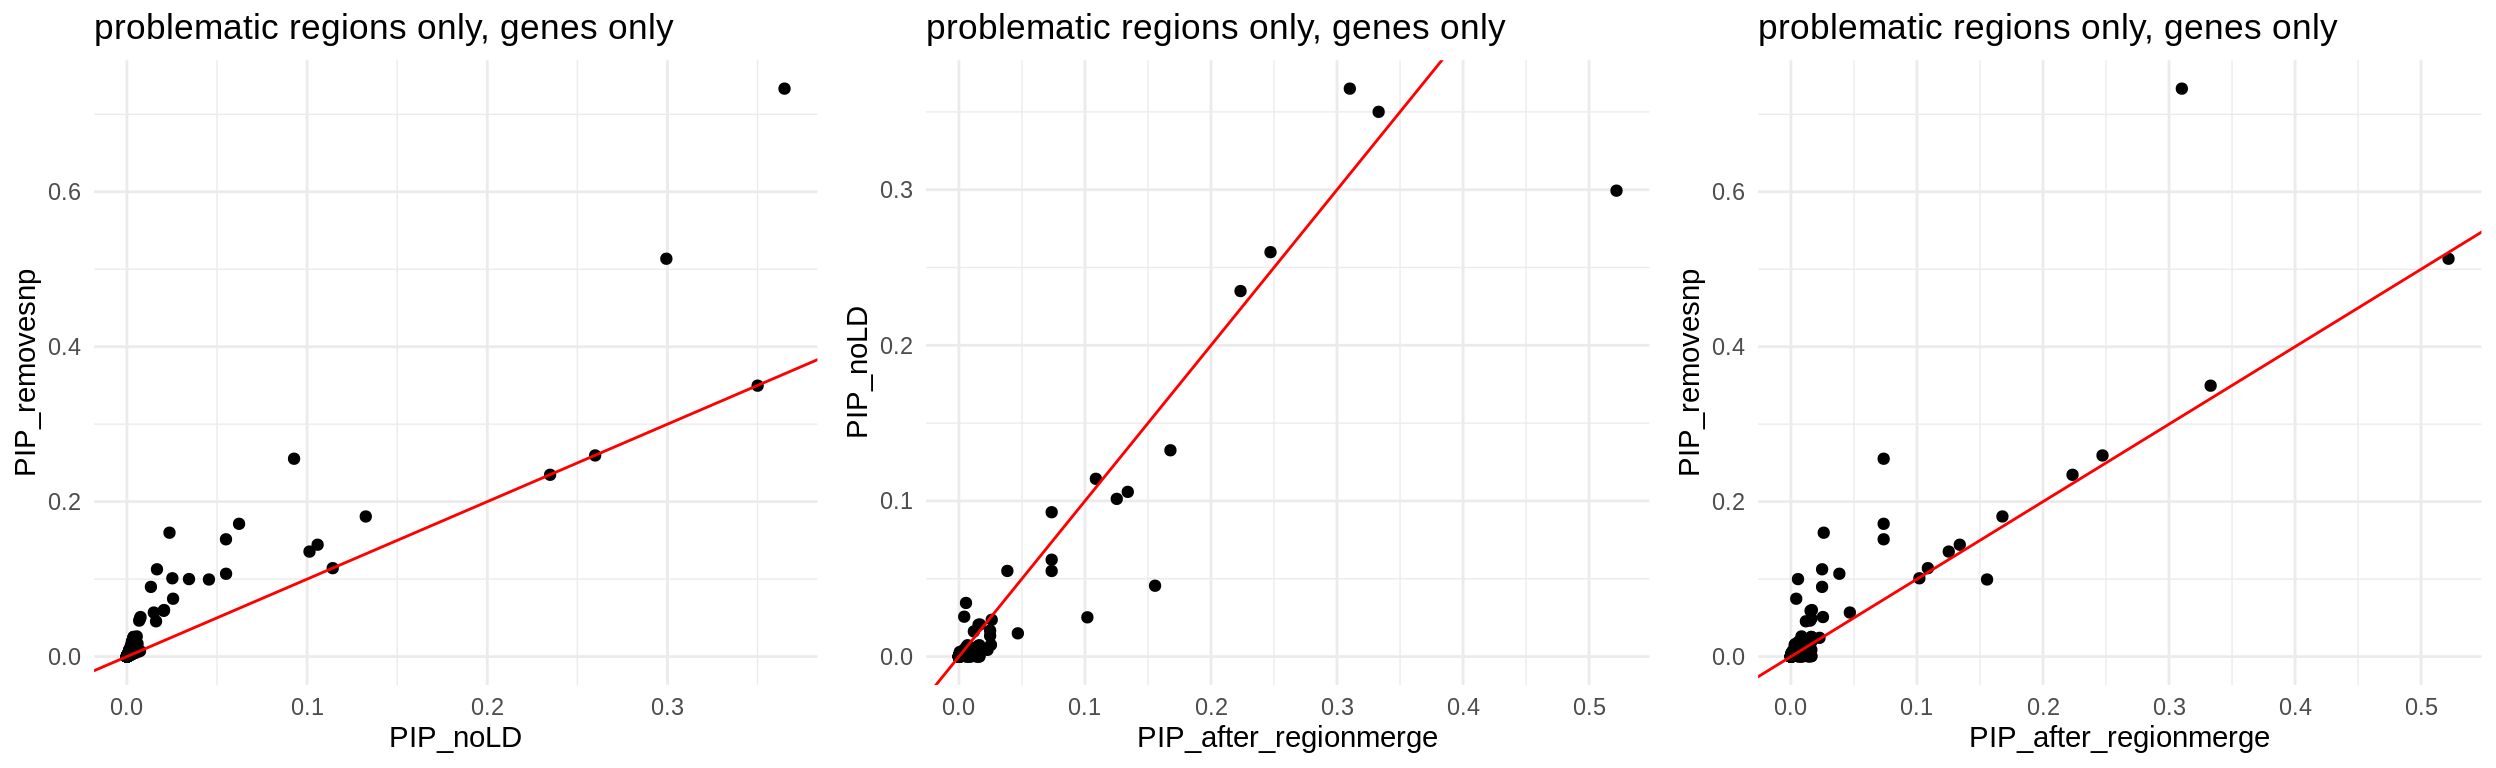 problematic regions only, genes only
PIP_removesnp
0.6
0.4
0.2
0.0
0.0 0.1 0.2 0.3
PIP_noLD
problematic regions only, genes only
PIP_noLD
0.3
0.2
0.1
0.0
0.0 0.1 0.2 0.3 0.4 0.5
PIP_after_regionmerge
problematic regions only, genes only
PIP_removesnp
0.6
0.4
0.2
0.0
0.0 0.1 0.2 0.3 0.4 0.5
PIP_after_regionmerge